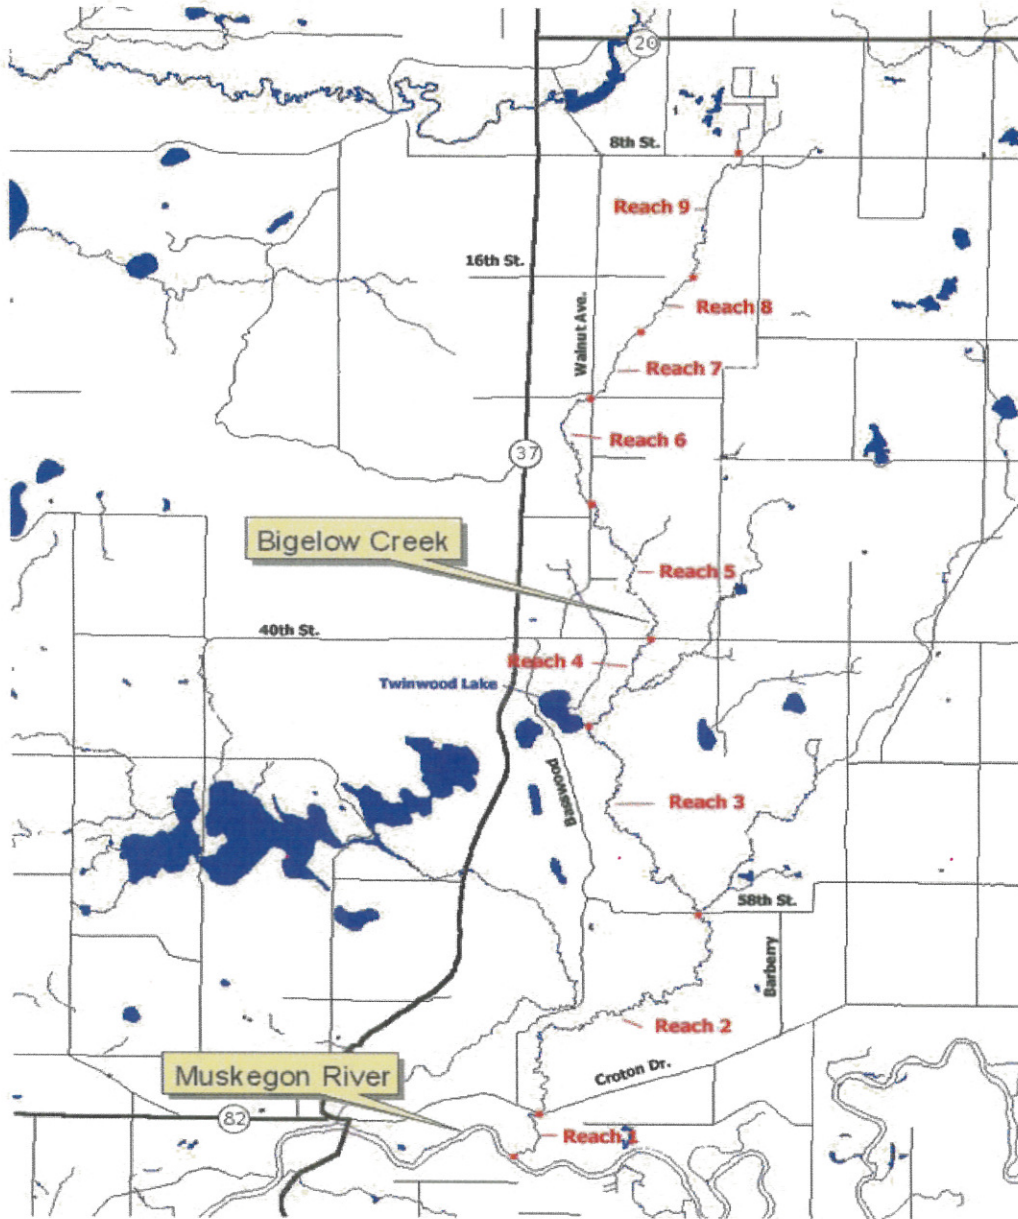 20
8th St.
Reach 9
16th St.
Reach 8
Walnut Ave.
Reach 7
Reach 6
37
Bigelow Creek
Reach 5
40th St.
Reach 4
Twinwood Lake
Basswood
Reach 3
58th St.
Barberry
Reach 2
Muskegon River
Croton Dr.
82
Reach 1